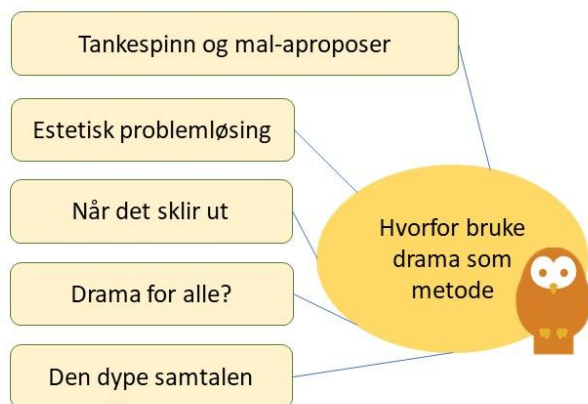 Tankespinn og mal-aproposer
Estetisk problemløsing
Når det sklir ut
Drama for alle?
Den dype samtalen
Hvorfor bruke
drama som
metode